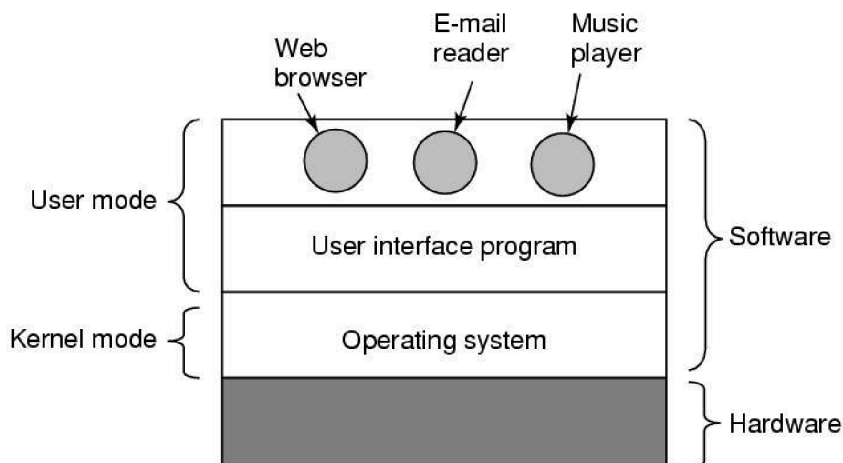 Web
browser
E-mail
reader
Music
player
User mode
User interface program
Software
Kernel mode
Operating system
Hardware